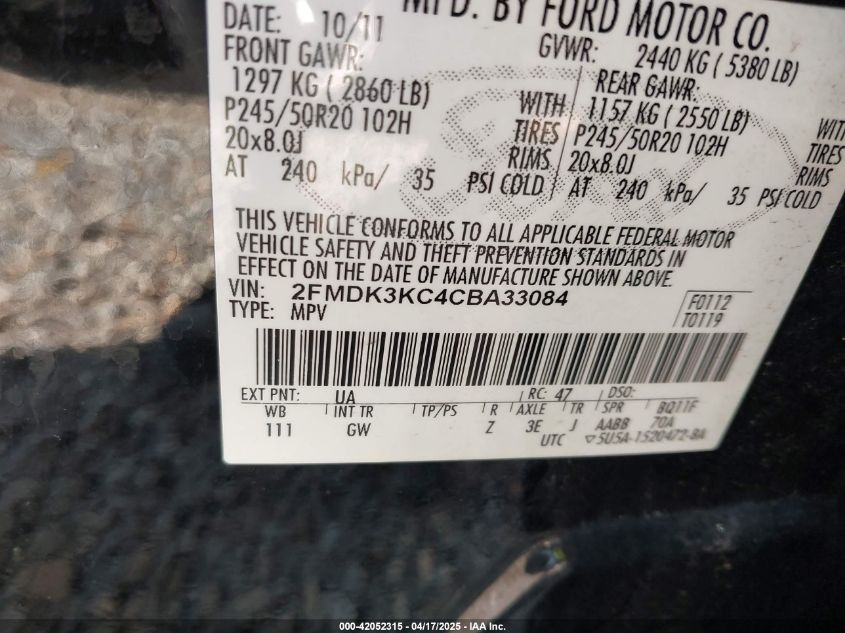 MFD. BY FORD MOTOR CO.
DATE: 10/11 GVWR: 2440 KG ( 5380 LB)
FRONT GAWR: REAR GAWR:
1297 KG ( 2860 LB) WITH 1157 KG ( 2550 LB) WITH
P245/50R20 102H TIRES P245/50R20 102H TIRES
20x8.0J RIMS 20x8.0J RIMS
AT 240 kPa/ 35 PSI COLD AT 240 kPa/ 35 PSI COLD
THIS VEHICLE CONFORMS TO ALL APPLICABLE FEDERAL MOTOR
VEHICLE SAFETY AND THEFT PREVENTION STANDARDS IN
EFFECT ON THE DATE OF MANUFACTURE SHOWN ABOVE.
VIN: 2FMDK3KC4CBA33084 F0112
TYPE: MPV T0119
EXT PNT: UA RC: 47 DSO:
WB INT TR TP/PS R AXLE TR SPR BQ11F
111 GW Z 3E J AABB 70A
UTC ▽5U5A-1520472-BA
000-42052315 - 04/17/2025 - IAA Inc.